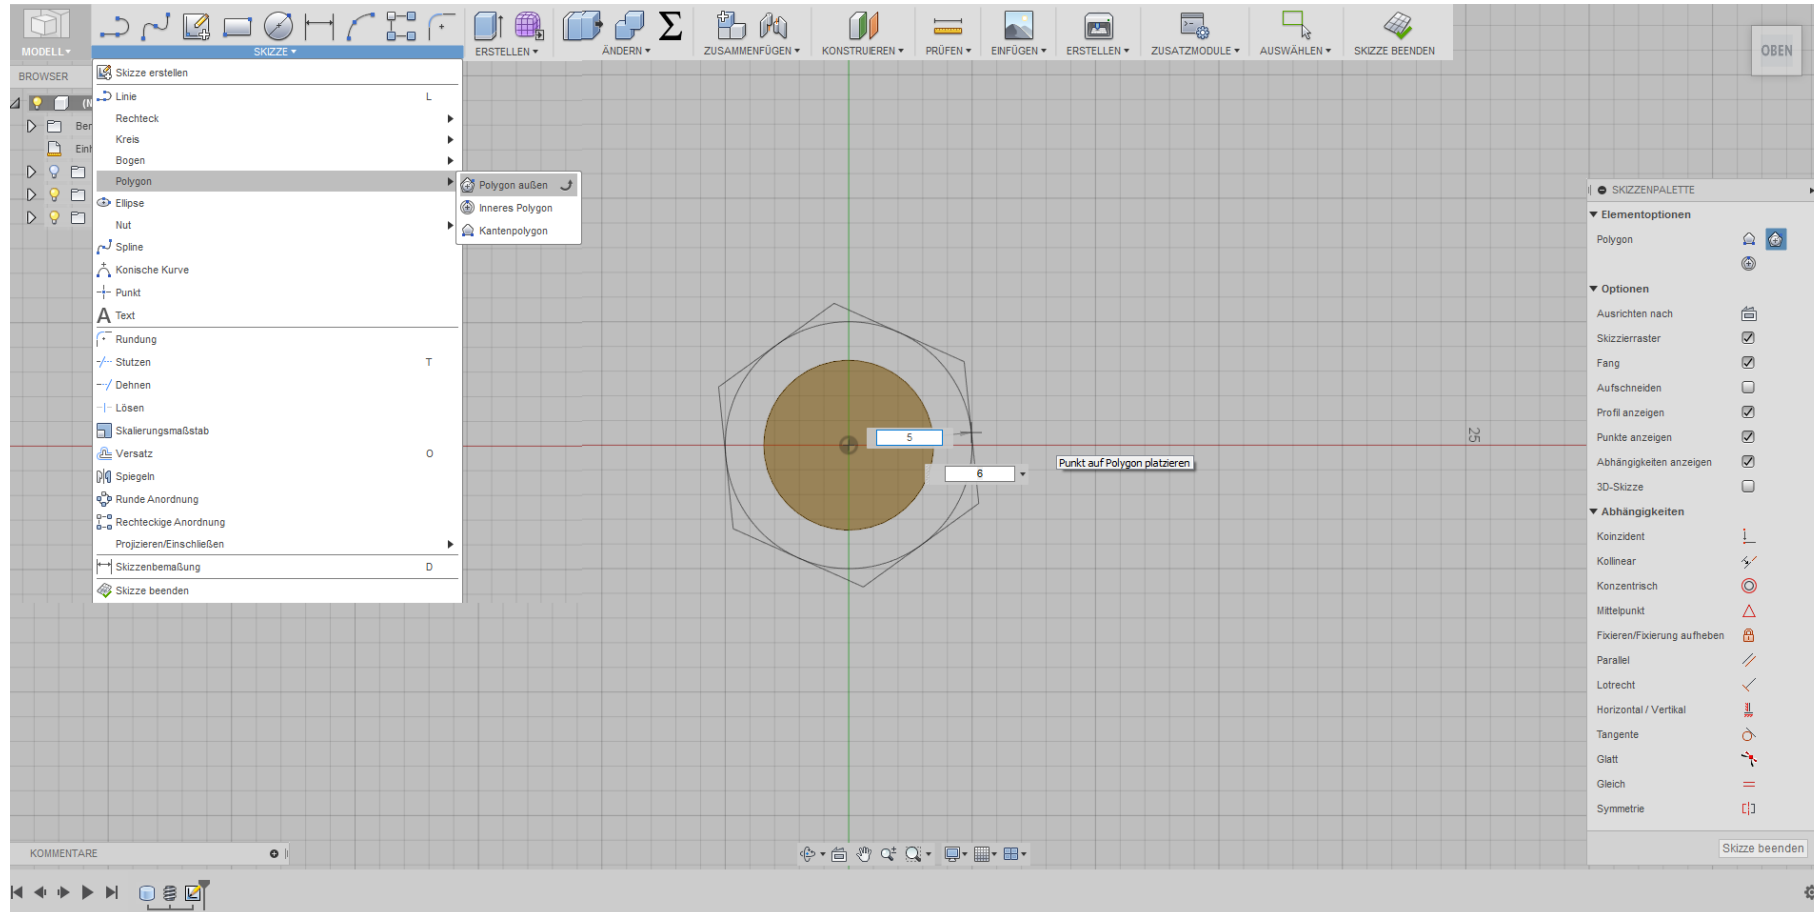 MODELL
SKIZZE
ERSTELLEN
ÄNDERN
ZUSAMMENFÜGEN
KONSTRUIEREN
PRÜFEN
EINFÜGEN
ERSTELLEN
ZUSATZMODULE
AUSWÄHLEN
SKIZZE BEENDEN
OBEN
BROWSER
(N
Ber
Einh
Skizze erstellen
Linie L
Rechteck
Kreis
Bogen
Polygon
Ellipse
Nut
Spline
Konische Kurve
Punkt
A Text
Rundung
Stutzen T
Dehnen
Lösen
Skalierungsmaßstab
Versatz O
Spiegeln
Runde Anordnung
Rechteckige Anordnung
Projizieren/Einschließen
Skizzenbemaßung D
Skizze beenden
Polygon außen
Inneres Polygon
Kantenpolygon
5
6
Punkt auf Polygon platzieren
25
SKIZZENPALETTE
Elementoptionen
Polygon
Optionen
Ausrichten nach
Skizzierraster
Fang
Aufschneiden
Profil anzeigen
Punkte anzeigen
Abhängigkeiten anzeigen
3D-Skizze
Abhängigkeiten
Koinzident
Kollinear
Konzentrisch
Mittelpunkt
Fixieren/Fixierung aufheben
Parallel
Lotrecht
Horizontal / Vertikal
Tangente
Glatt
Gleich
Symmetrie
Skizze beenden
KOMMENTARE